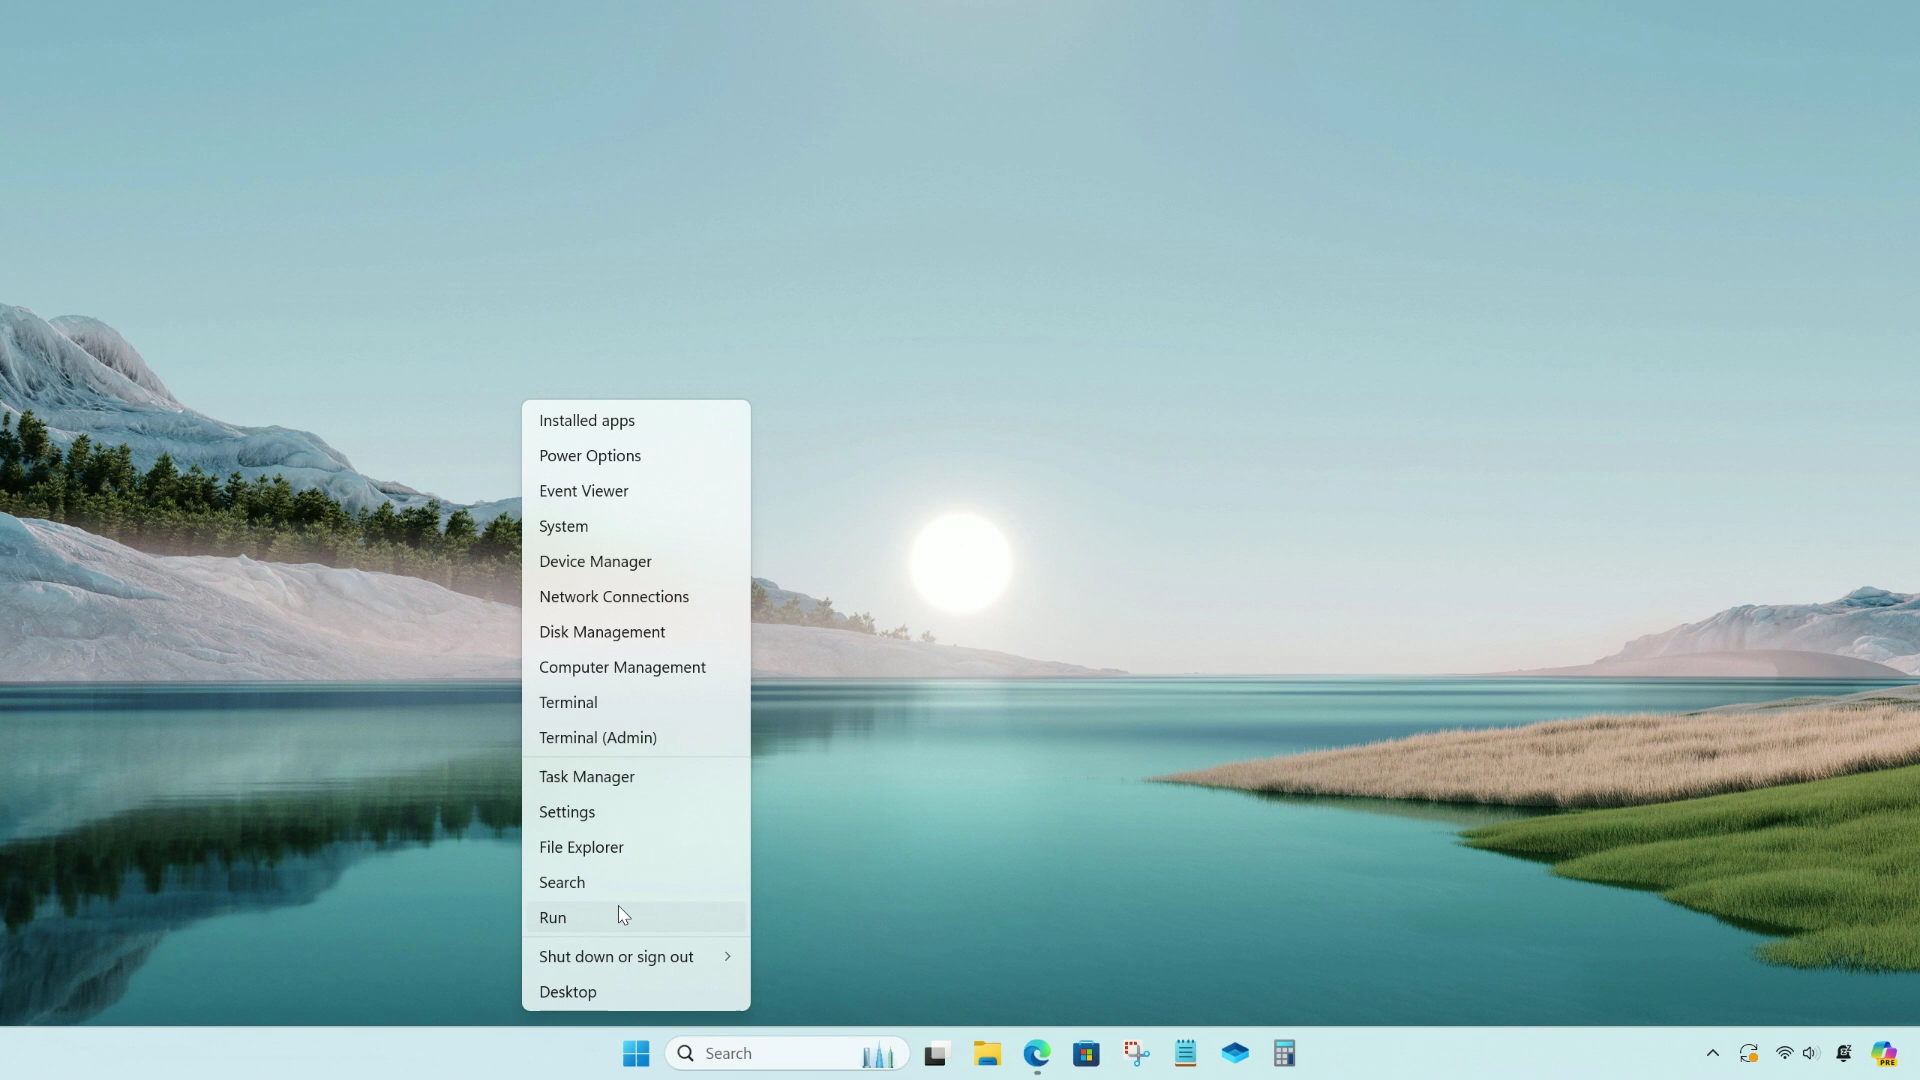 Installed apps
Power Options
Event Viewer
System
Device Manager
Network Connections
Disk Management
Computer Management
Terminal
Terminal (Admin)
Task Manager
Settings
File Explorer
Search
Run
Shut down or sign out
Desktop
Search
PRE